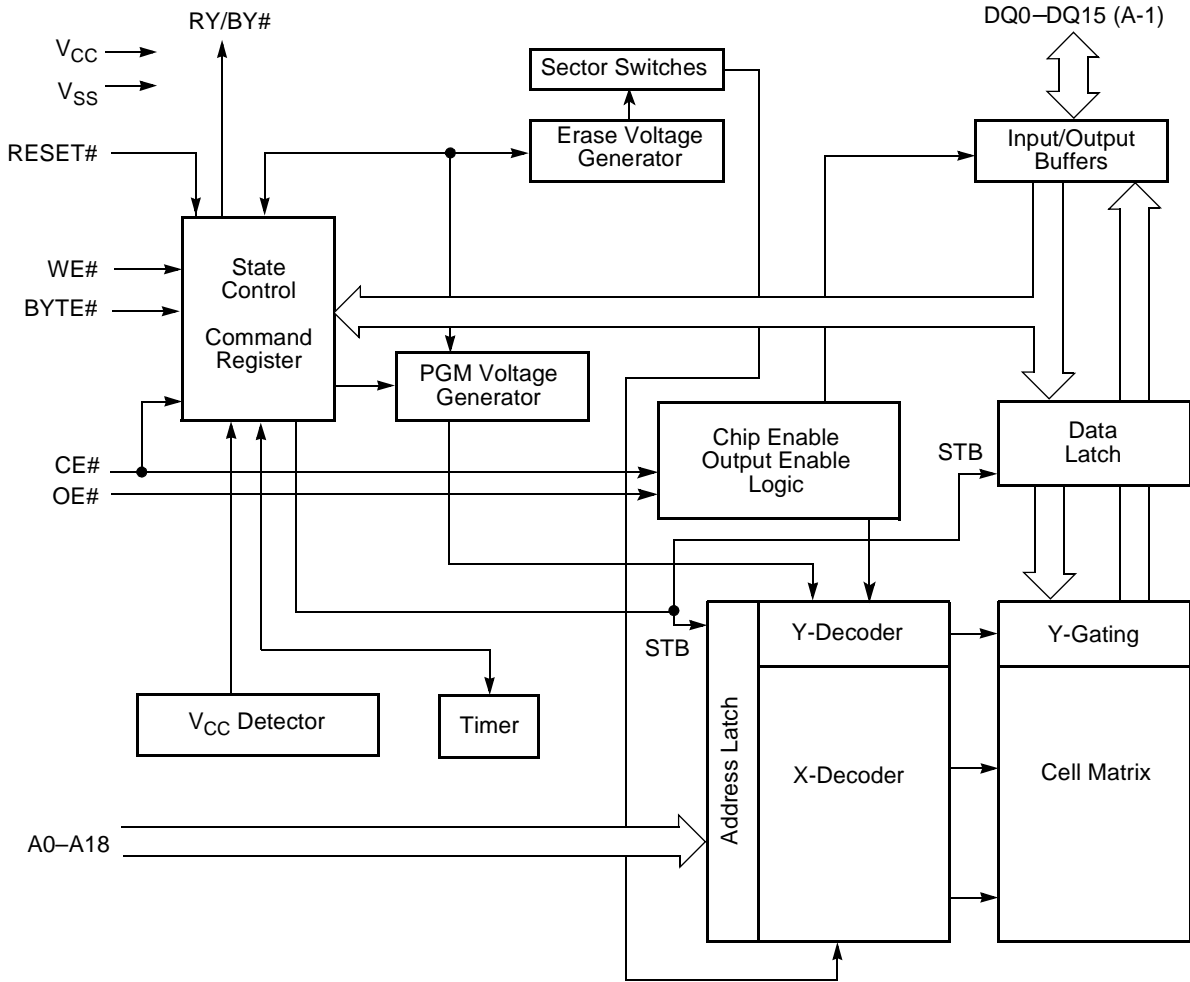 RY/BY#
DQ0–DQ15 (A-1)
VCC
VSS
Sector Switches
RESET#
Erase Voltage
Generator
Input/Output
Buffers
WE#
BYTE#
State
Control
Command
Register
PGM Voltage
Generator
CE#
OE#
Chip Enable
Output Enable
Logic
STB
Data
Latch
STB
Y-Decoder
Y-Gating
VCC Detector
Timer
Address Latch
X-Decoder
Cell Matrix
A0–A18